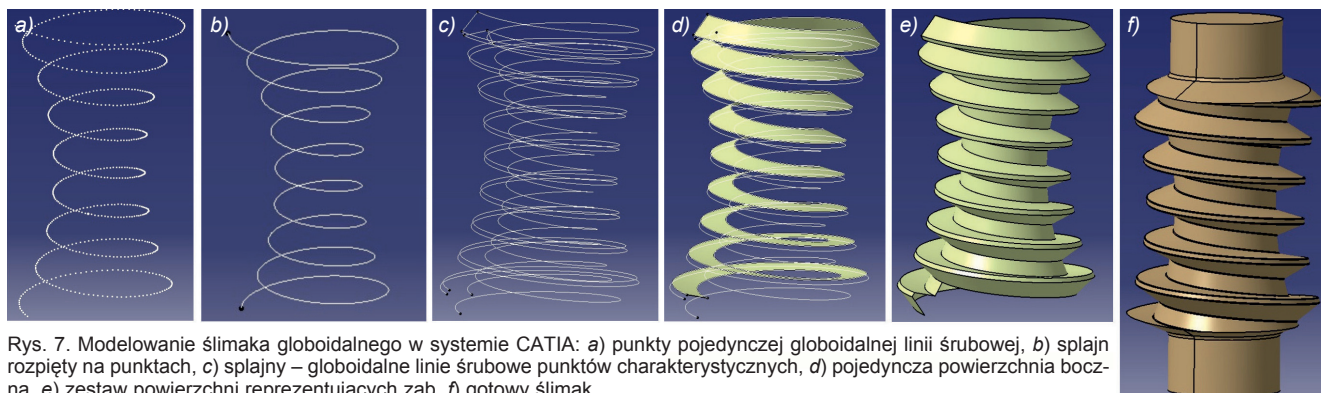 a)
b)
c)
d)
e)
f)
Rys. 7. Modelowanie ślimaka globoidalnego w systemie CATIA: a) punkty pojedynczej globoidalnej linii śrubowej, b) splajn
rozpięty na punktach, c) splajny – globoidalne linie śrubowe punktów charakterystycznych, d) pojedyncza powierzchnia bocz-
na, e) zestaw powierzchni reprezentujących ząb, f) gotowy ślimak